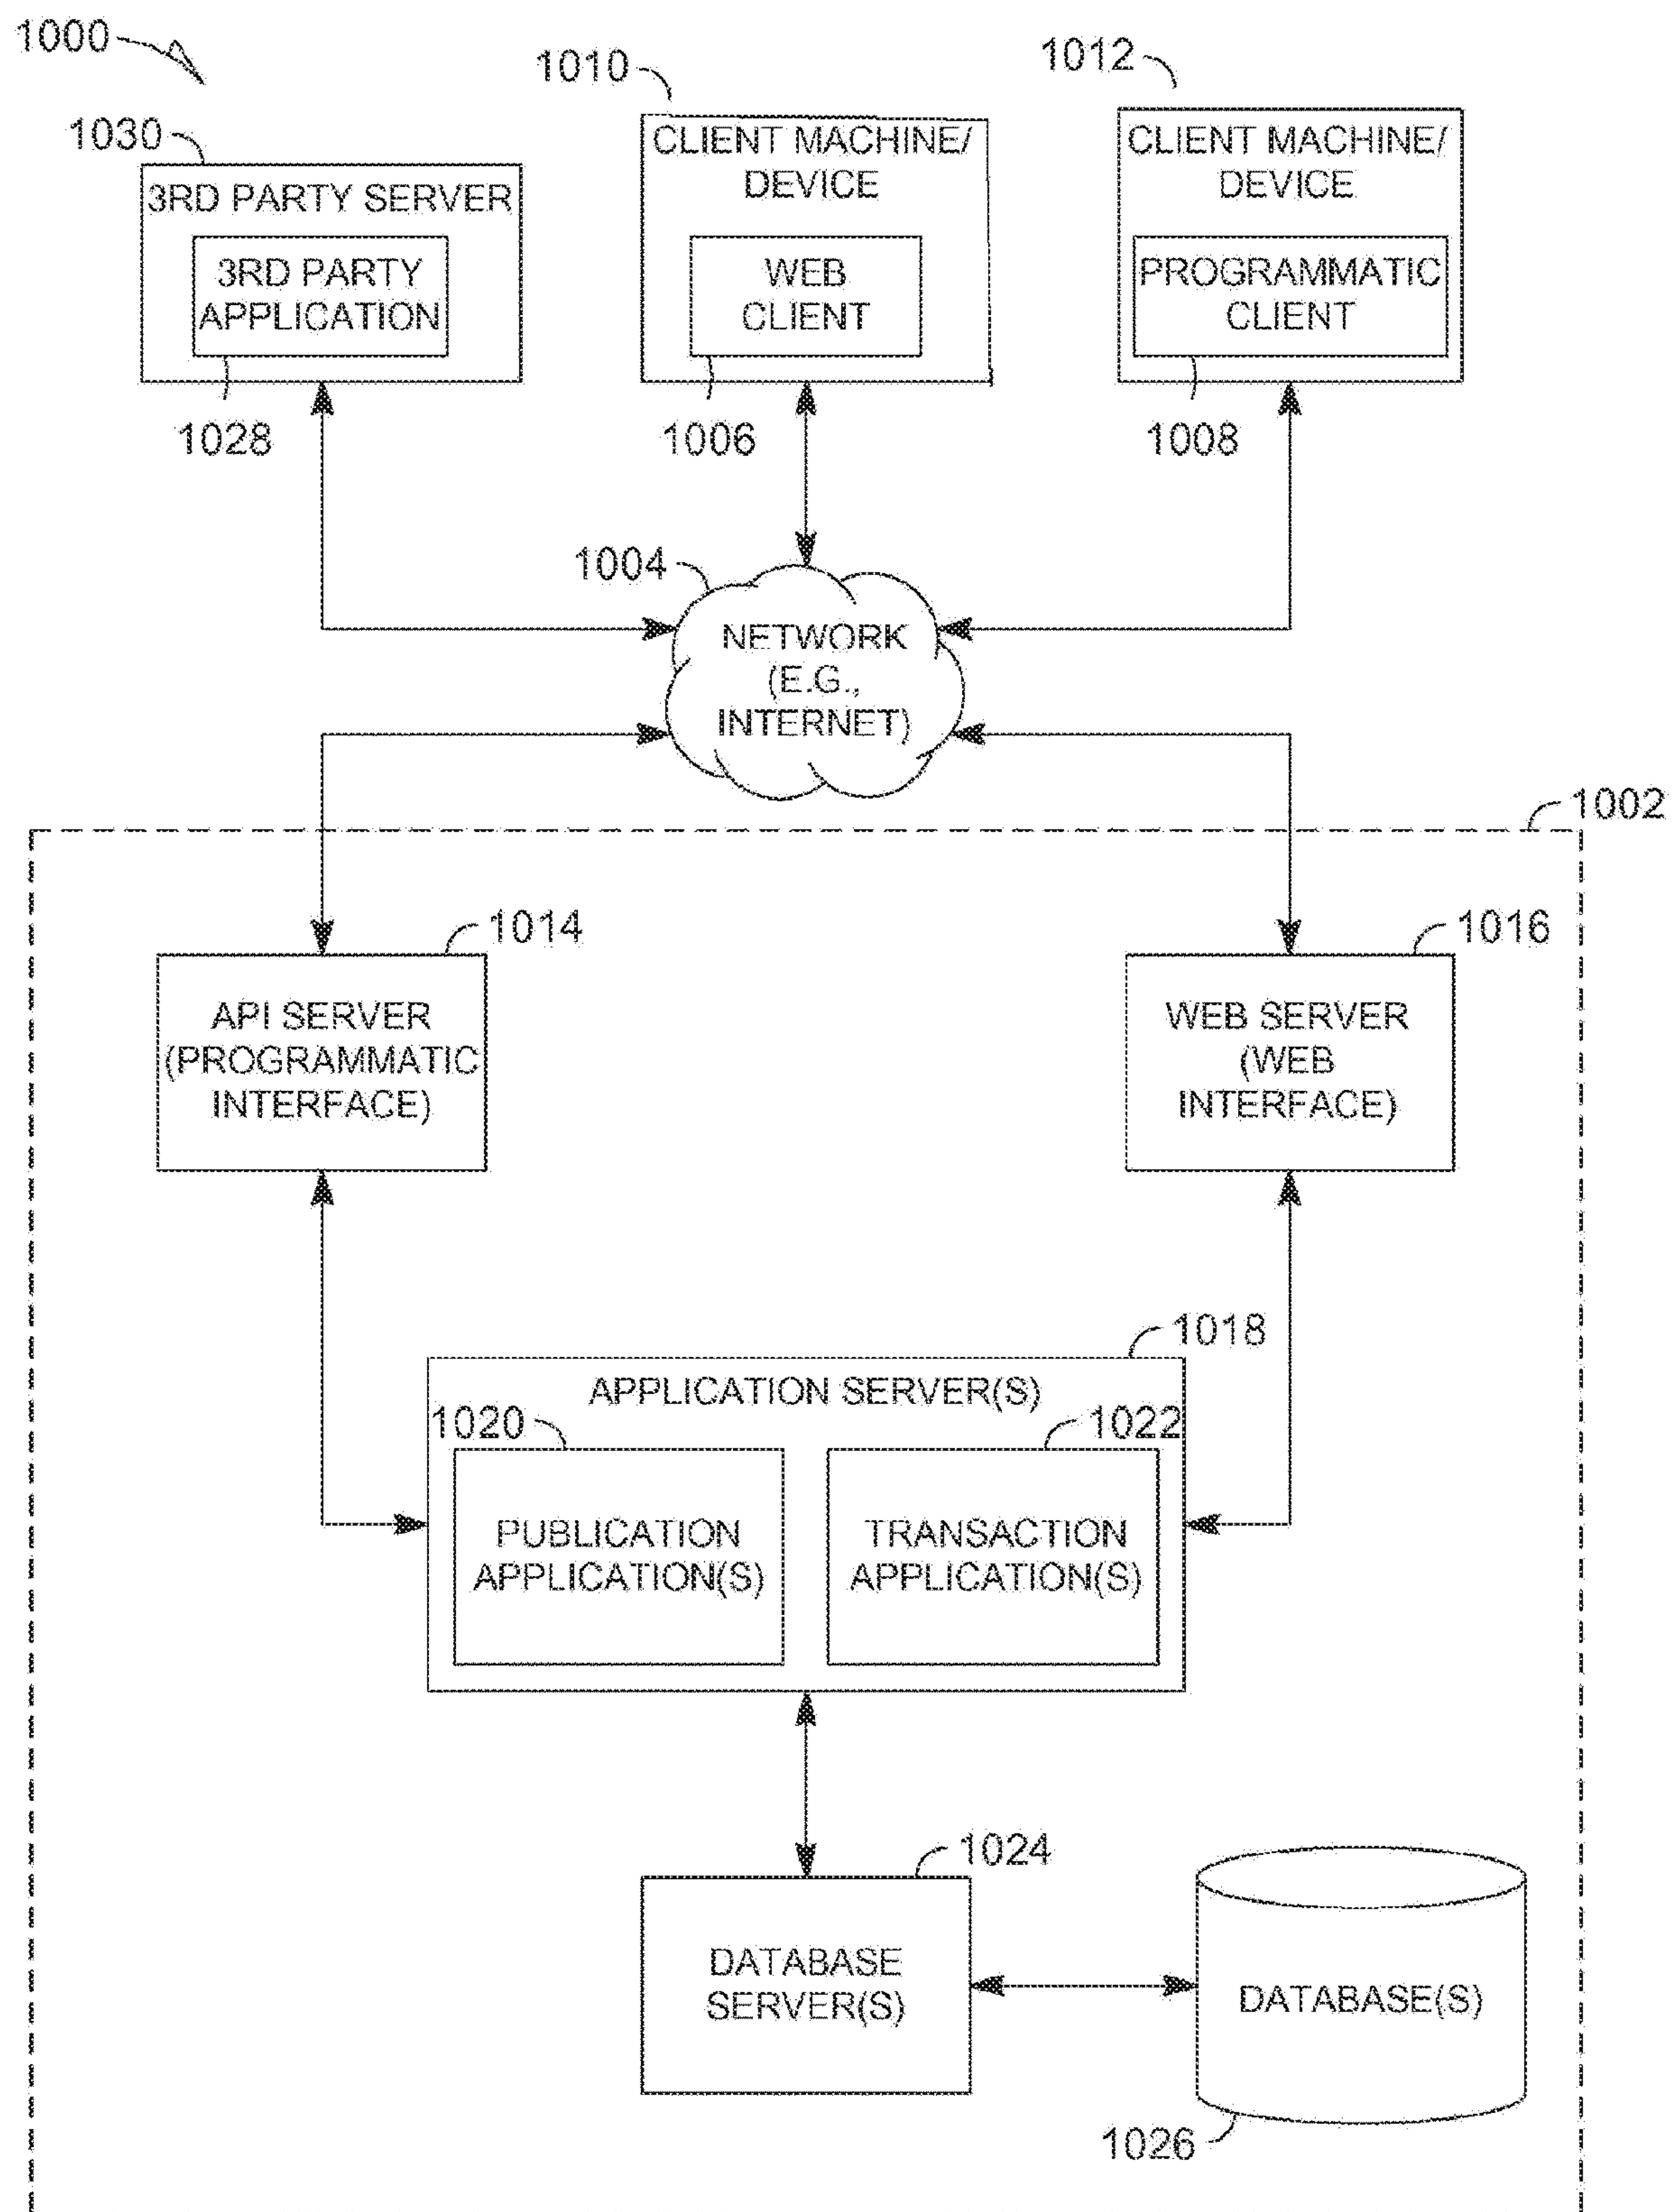 1000
1010
1012
1030
3RD PARTY SERVER
3RD PARTY
APPLICATION
1028
CLIENT MACHINE/
DEVICE
WEB
CLIENT
1006
CLIENT MACHINE/
DEVICE
PROGRAMMATIC
CLIENT
1008
1004
NETWORK
(E.G.,
INTERNET)
1002
1014
API SERVER
(PROGRAMMATIC
INTERFACE)
1016
WEB SERVER
(WEB
INTERFACE)
1018
APPLICATION SERVER(S)
1020
PUBLICATION
APPLICATION(S)
1022
TRANSACTION
APPLICATION(S)
1024
DATABASE
SERVER(S)
DATABASE(S)
1026